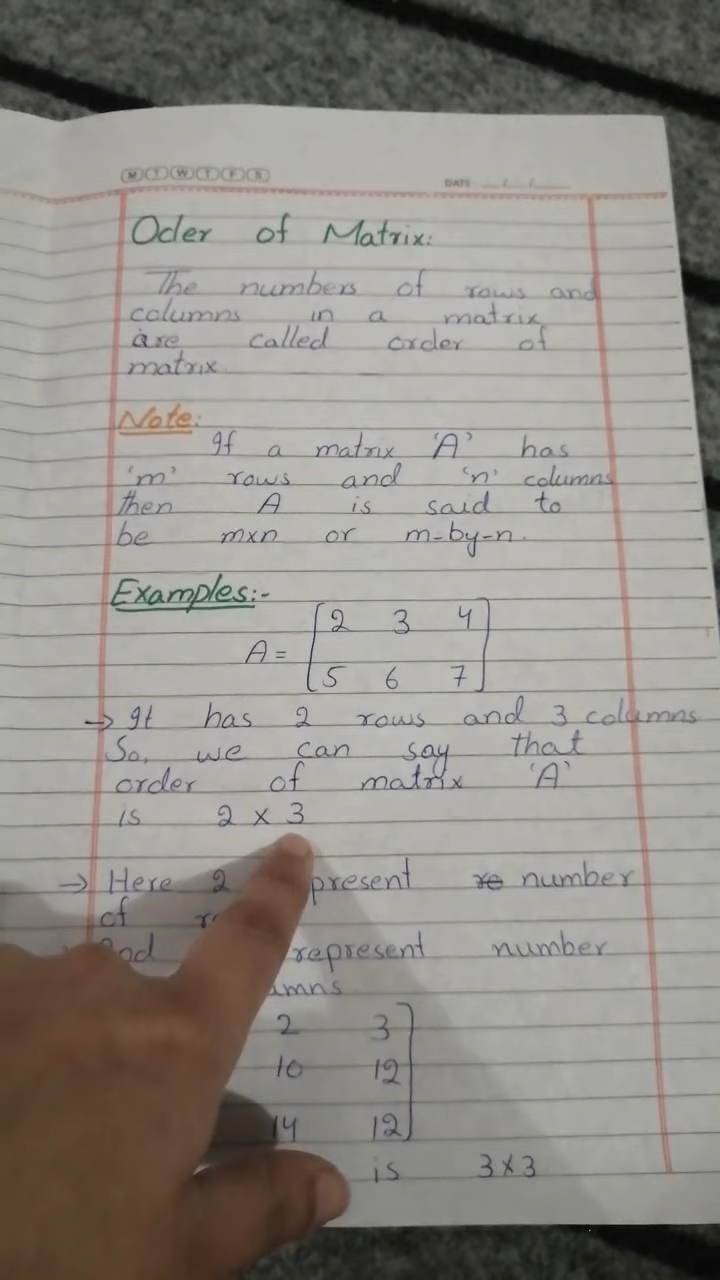 M T W T F S
DATE
Oder of Matrix:
The numbers of rows and
columns in a matrix
are called order of
matrix.
Note:
If a matrix 'A' has
'm' rows and 'n' columns
then A is said to
be mxn or m-by-n.
Examples:-
2 3 4
A =
5 6 7
→ It has 2 rows and 3 columns
So, we can say that
order of matrix 'A'
is 2 x 3
→ Here 2 present number
of
and represent number
umns
2 3
10 12
14 12
is 3x3